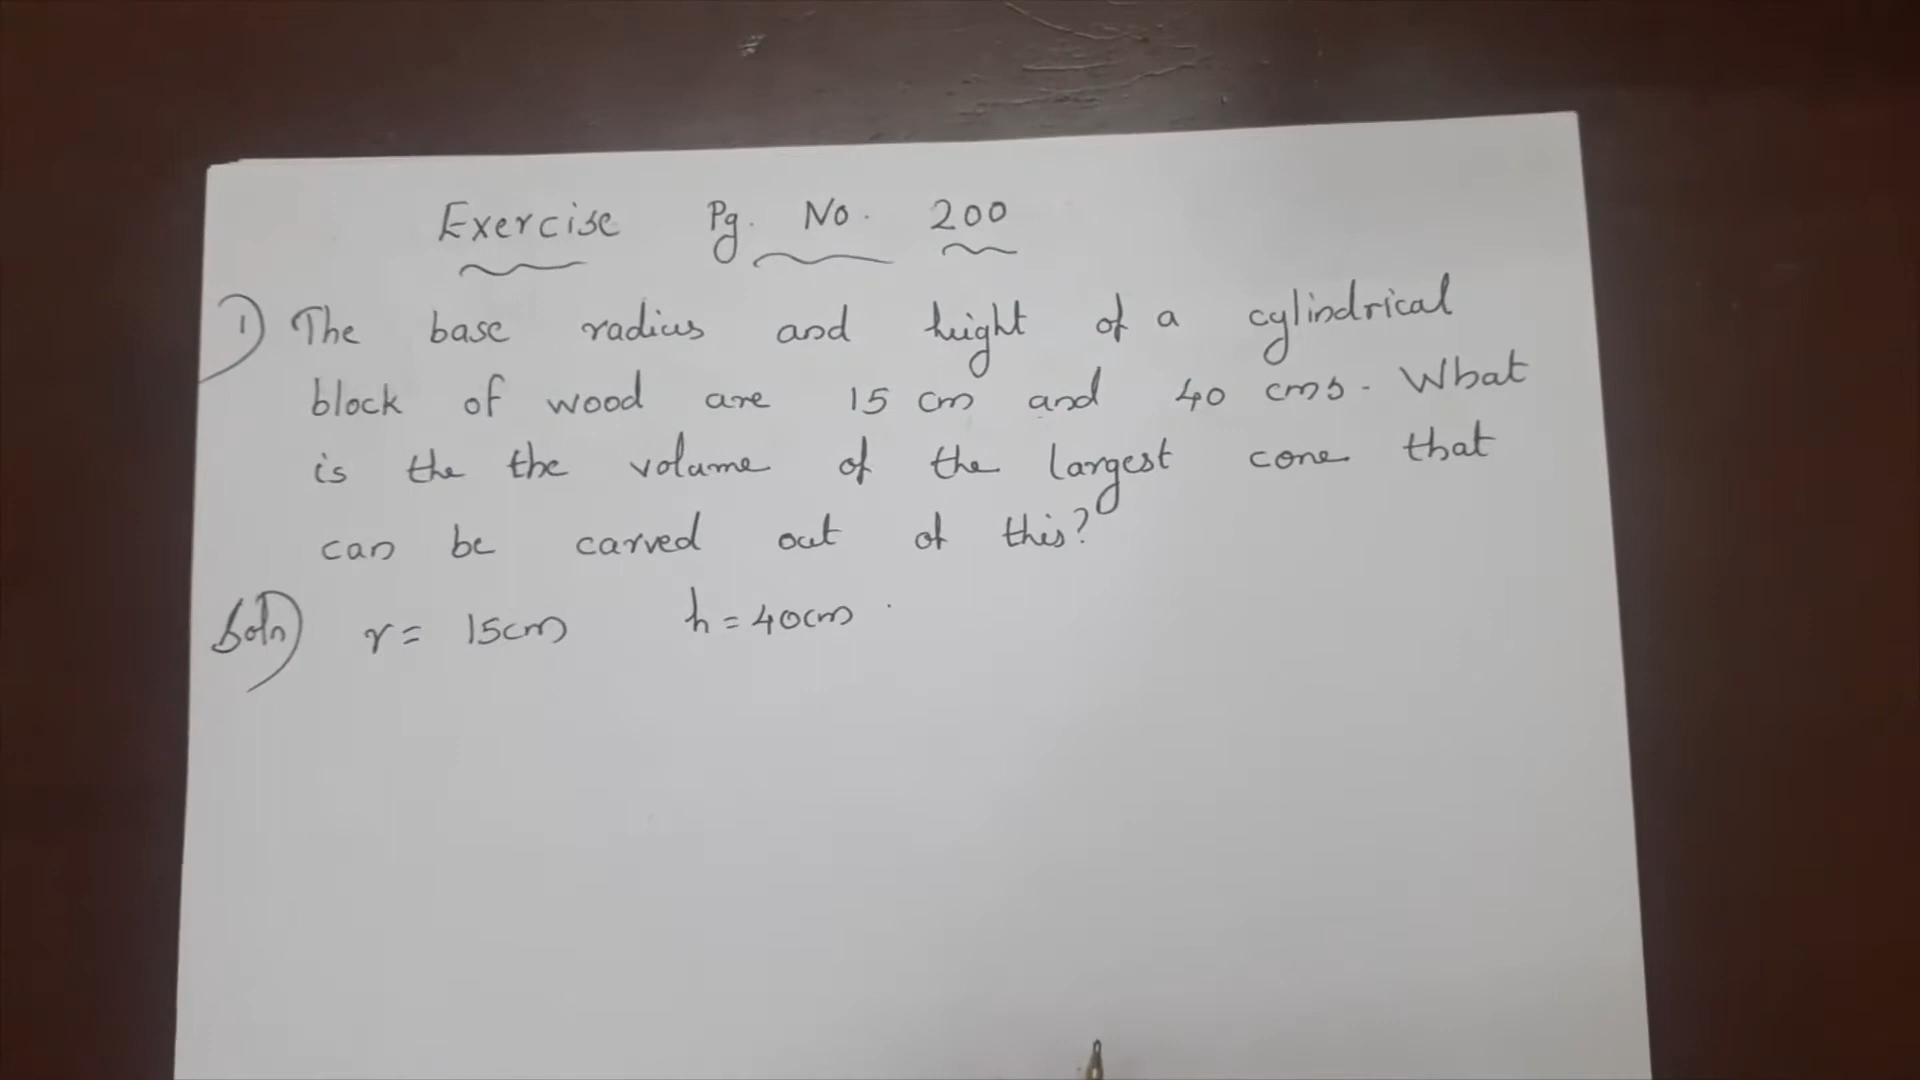 Exercise Pg. No. 200
1) The base radius and height of a cylindrical
block of wood are 15 cm and 40 cms. What
is the the volume of the largest cone that
can be carved out of this?
Soln) r = 15cm h = 40cm.